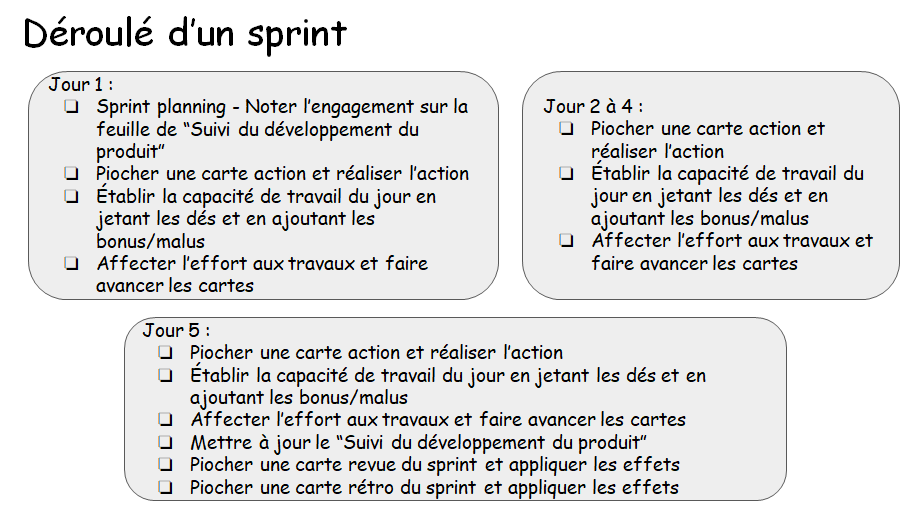 Déroulé d’un sprint
Jour 1 :
❏ Sprint planning - Noter l’engagement sur la
feuille de “Suivi du développement du
produit”
❏ Piocher une carte action et réaliser l’action
❏ Établir la capacité de travail du jour en
jetant les dés et en ajoutant les
bonus/malus
❏ Affecter l’effort aux travaux et faire
avancer les cartes
Jour 2 à 4 :
❏ Piocher une carte action et
réaliser l’action
❏ Établir la capacité de travail du
jour en jetant les dés et en
ajoutant les bonus/malus
❏ Affecter l’effort aux travaux et
faire avancer les cartes
Jour 5 :
❏ Piocher une carte action et réaliser l’action
❏ Établir la capacité de travail du jour en jetant les dés et en
ajoutant les bonus/malus
❏ Affecter l’effort aux travaux et faire avancer les cartes
❏ Mettre à jour le “Suivi du développement du produit”
❏ Piocher une carte revue du sprint et appliquer les effets
❏ Piocher une carte rétro du sprint et appliquer les effets